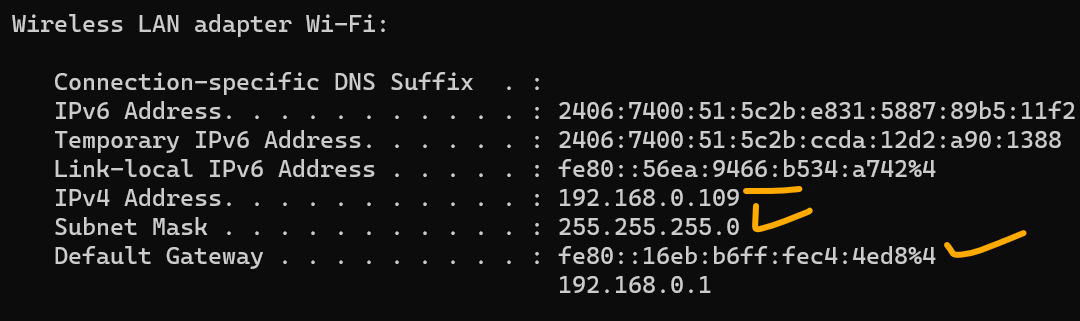 Wireless LAN adapter Wi-Fi:
Connection-specific DNS Suffix  . :
IPv6 Address. . . . . . . . . . . : 2406:7400:51:5c2b:e831:5887:89b5:11f2
Temporary IPv6 Address. . . . . . : 2406:7400:51:5c2b:ccda:12d2:a90:1388
Link-local IPv6 Address . . . . . : fe80::56ea:9466:b534:a742%4
IPv4 Address. . . . . . . . . . . : 192.168.0.109
Subnet Mask . . . . . . . . . . . : 255.255.255.0
Default Gateway . . . . . . . . . : fe80::16eb:b6ff:fec4:4ed8%4
192.168.0.1